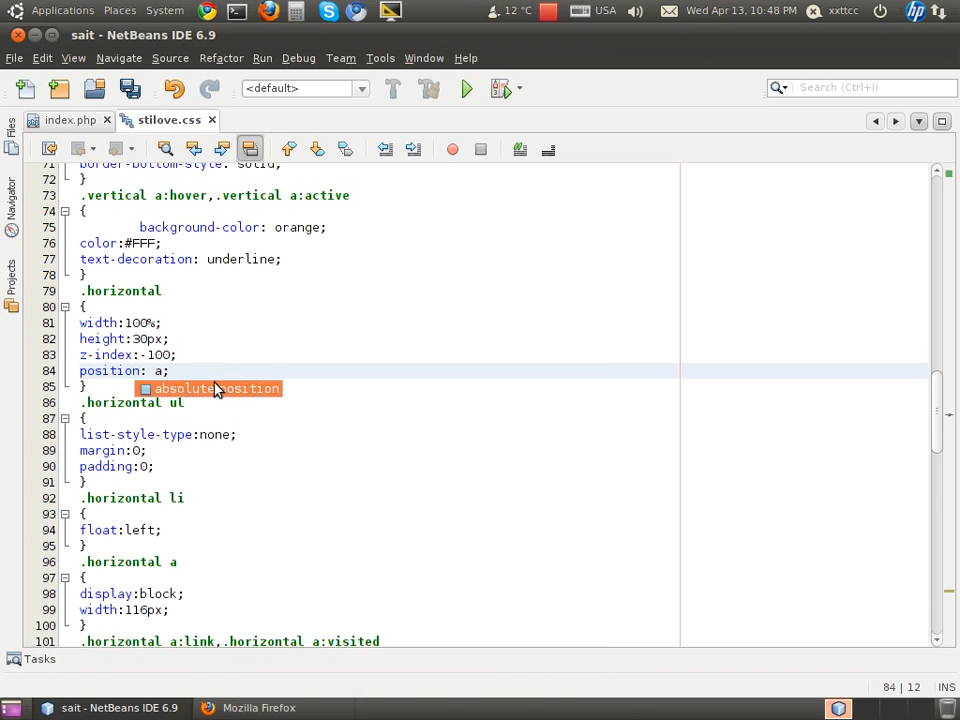 Applications Places System 12 °C USA Wed Apr 13, 10:48 PM xxttcc
sait - NetBeans IDE 6.9
File Edit View Navigate Source Refactor Run Debug Team Tools Window Help
<default> Search (Ctrl+I)
index.php stilove.css
Files
Navigator
Projects
71 border-bottom-style: solid;
72 }
73 .vertical a:hover,.vertical a:active
74 {
75 background-color: orange;
76 color:#FFF;
77 text-decoration: underline;
78 }
79 .horizontal
80 {
81 width:100%;
82 height:30px;
83 z-index:-100;
84 position: a;
85 }
absolute position
86 .horizontal ul
87 {
88 list-style-type:none;
89 margin:0;
90 padding:0;
91 }
92 .horizontal li
93 {
94 float:left;
95 }
96 .horizontal a
97 {
98 display:block;
99 width:116px;
100 }
101 .horizontal a:link,.horizontal a:visited
Tasks
84 | 12 INS
sait - NetBeans IDE 6.9 Mozilla Firefox